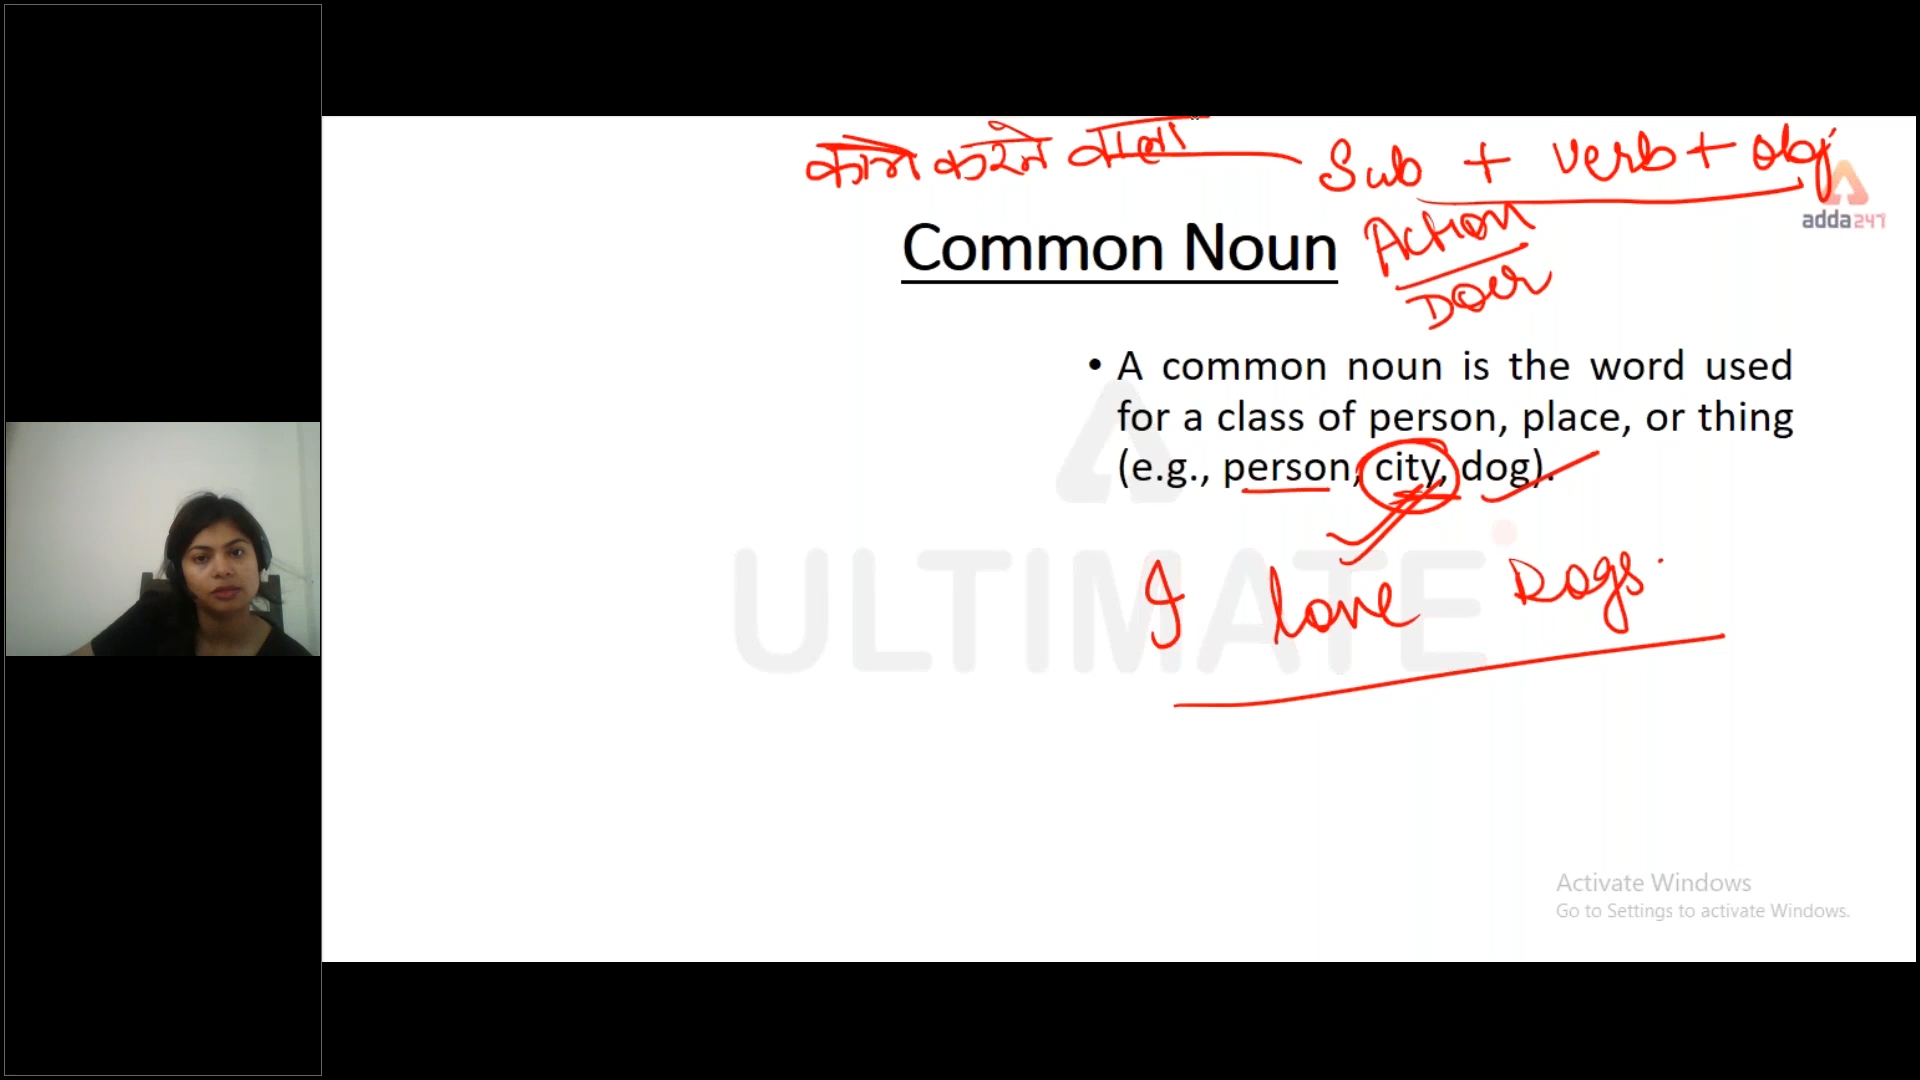 काम करने वाला Sub + verb + obj
adda247
Common Noun
Action
Doer
• A common noun is the word used
for a class of person, place, or thing
(e.g., person, city, dog).
ULTIMATE
I love Dogs.
Activate Windows
Go to Settings to activate Windows.